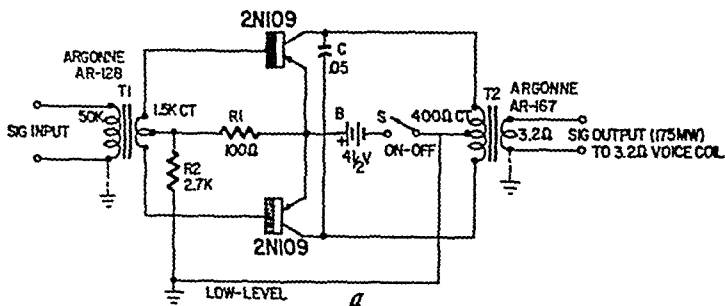 2N109
ARGONNE
AR-128
T1
50K
1.5K CT
SIG INPUT
R1
100Ω
R2
2.7K
C
.05
B
+
4½V
S
ON-OFF
400Ω CT
T2
ARGONNE
AR-167
3.2Ω
SIG OUTPUT (175MW)
TO 3.2Ω VOICE COIL
2N109
LOW-LEVEL
a